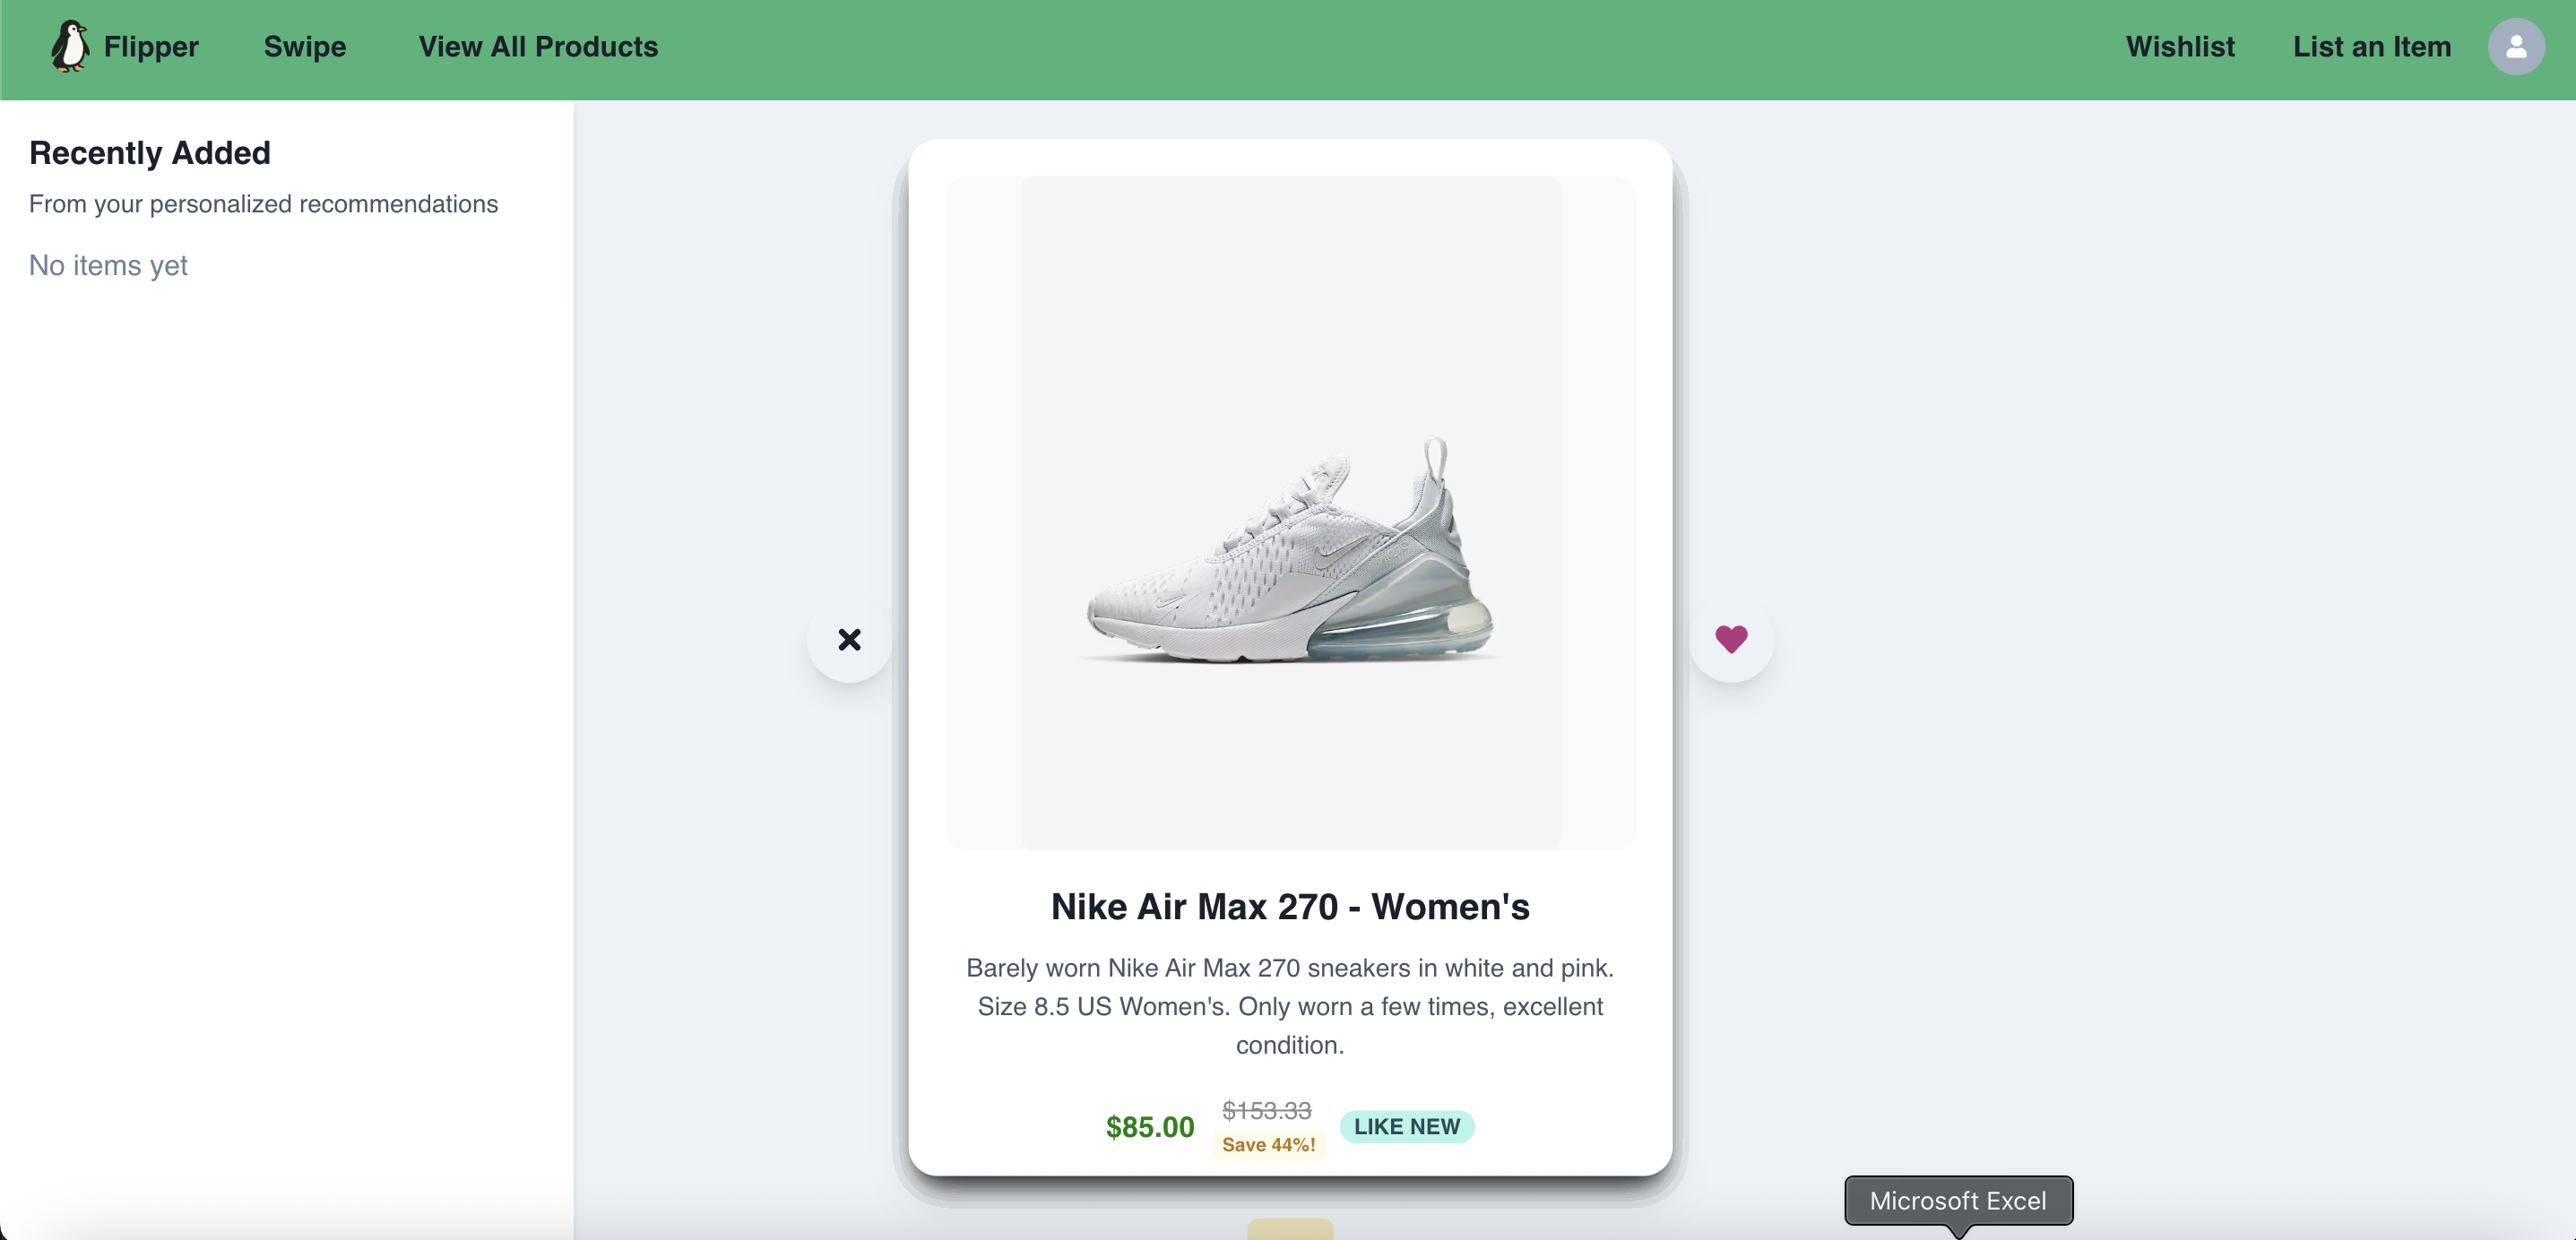 Flipper
Swipe
View All Products
Wishlist
List an Item
Recently Added
From your personalized recommendations
No items yet
Nike Air Max 270 - Women's
Barely worn Nike Air Max 270 sneakers in white and pink.
Size 8.5 US Women's. Only worn a few times, excellent
condition.
$85.00
$153.33
Save 44%!
LIKE NEW
Microsoft Excel